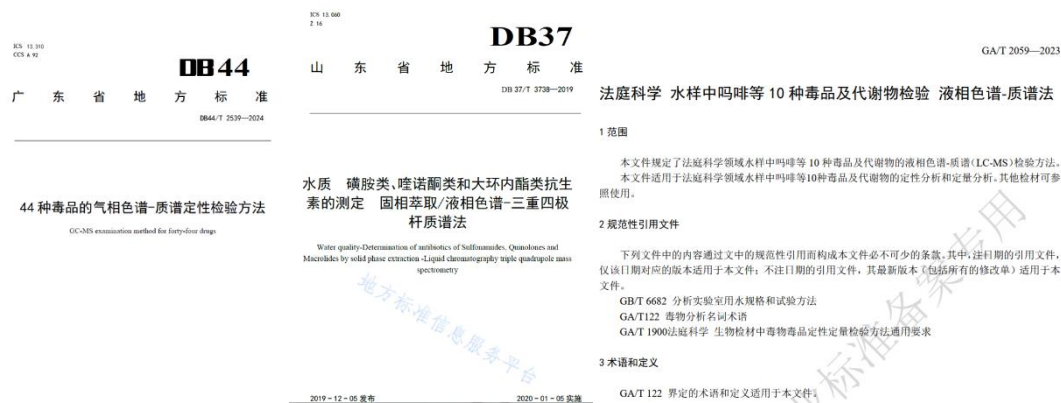 ICS 13.310
CCS A 92
DB44
广 东 省 地 方 标 准
DB44/T 2539—2024
44 种毒品的气相色谱-质谱定性检验方法
GC-MS examination method for forty-four drugs
ICS 13.060
Z 16
DB37
山 东 省 地 方 标 准
DB 37/T 3738—2019
水质 磺胺类、喹诺酮类和大环内酯类抗生
素的测定 固相萃取/液相色谱-三重四极
杆质谱法
Water quality-Determination of antibiotics of Sulfonamides, Quinolones and
Macrolides by solid phase extraction -Liquid chromatography triple quadrupole mass
spectrometry
地方标准信息服务平台
2019-12-05 发布
2020-01-05 实施
GA/T 2059—2023
法庭科学 水样中吗啡等 10 种毒品及代谢物检验 液相色谱-质谱法
1 范围
本文件规定了法庭科学领域水样中吗啡等 10 种毒品及代谢物的液相色谱-质谱(LC-MS)检验方法。
本文件适用于法庭科学领域水样中吗啡等10种毒品及代谢物的定性分析和定量分析。其他检材可参
照使用。
2 规范性引用文件
下列文件中的内容通过文中的规范性引用而构成本文件必不可少的条款。其中,注日期的引用文件,
仅该日期对应的版本适用于本文件;不注日期的引用文件,其最新版本(包括所有的修改单)适用于本
文件。
GB/T 6682 分析实验室用水规格和试验方法
GA/T122 毒物分析名词术语
GA/T 1900法庭科学 生物检材中毒物毒品定性定量检验方法通用要求
3 术语和定义
GA/T 122 界定的术语和定义适用于本文件。
标准备案专用